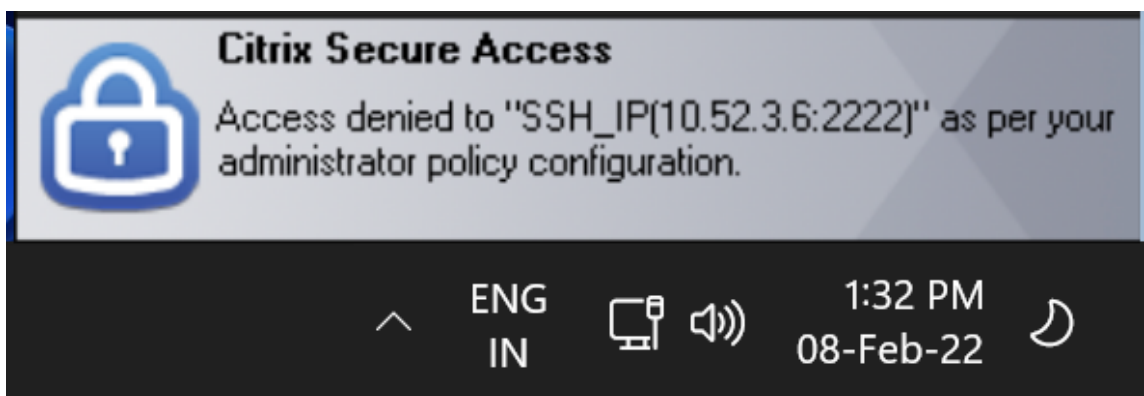 Citrix Secure Access
Access denied to "SSH_IP(10.52.3.6:2222)" as per your
administrator policy configuration.
ENG
IN
1:32 PM
08-Feb-22